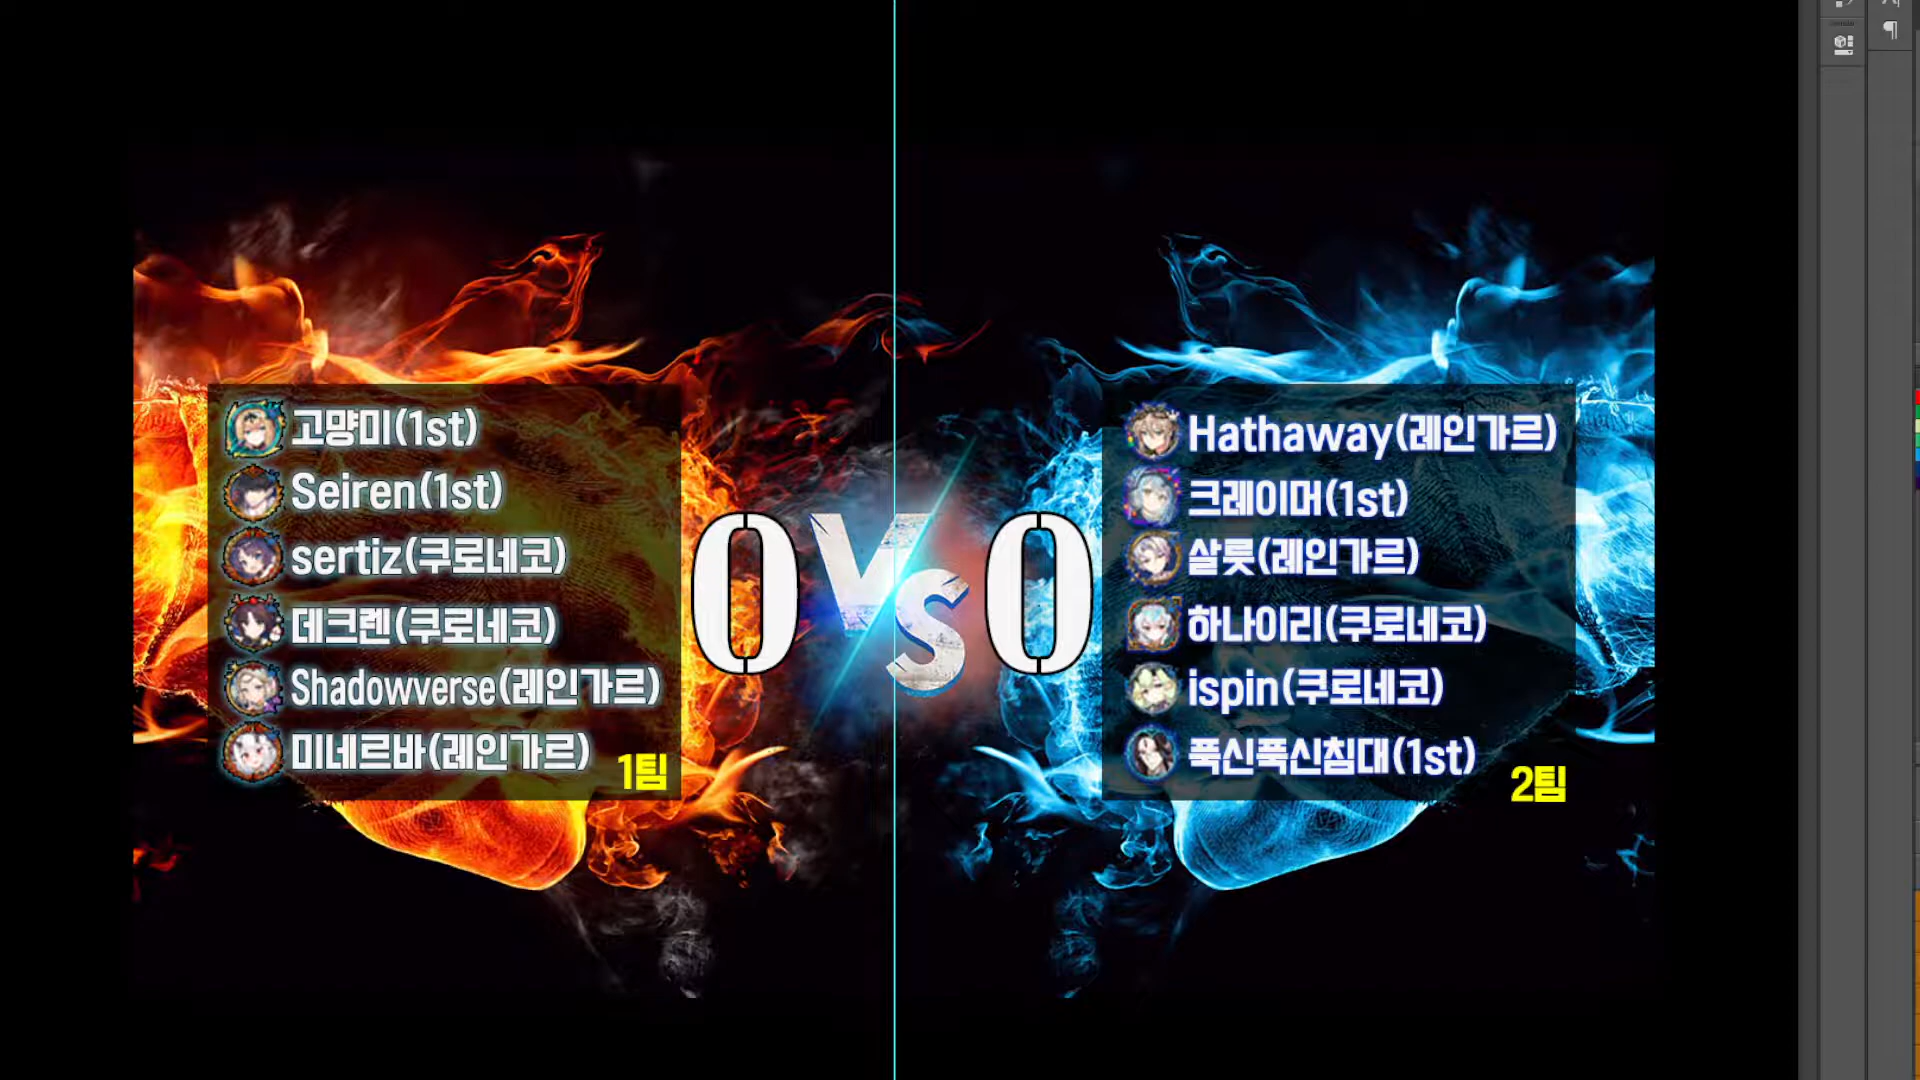 고먀미(1st)
Seiren(1st)
sertiz(쿠로네코)
데크렌(쿠로네코)
Shadowverse(레인가르)
미네르바(레인가르)
1팀
0 VS 0
Hathaway(레인가르)
크레이머(1st)
살룻(레인가르)
하나이리(쿠로네코)
ispin(쿠로네코)
푹신푹신침대(1st)
2팀